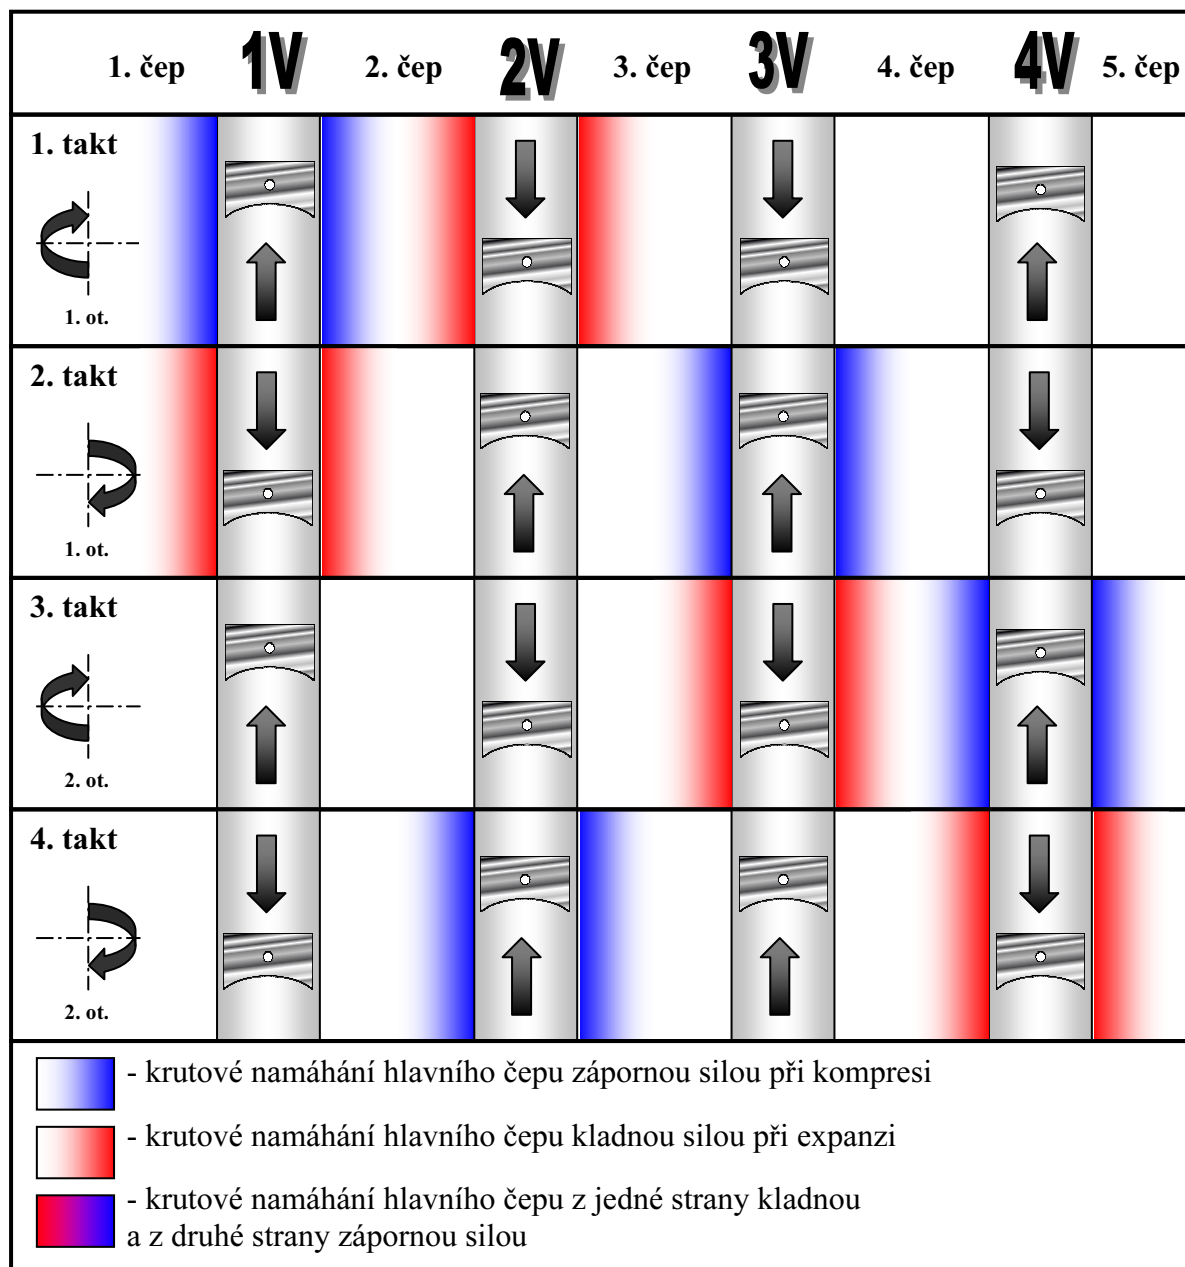 1. čep 1V 2. čep 2V 3. čep 3V 4. čep 4V 5. čep
1. takt
1. ot.
2. takt
1. ot.
3. takt
2. ot.
4. takt
2. ot.
- krutové namáhání hlavního čepu zápornou silou při kompresi
- krutové namáhání hlavního čepu kladnou silou při expanzi
- krutové namáhání hlavního čepu z jedné strany kladnou
a z druhé strany zápornou silou